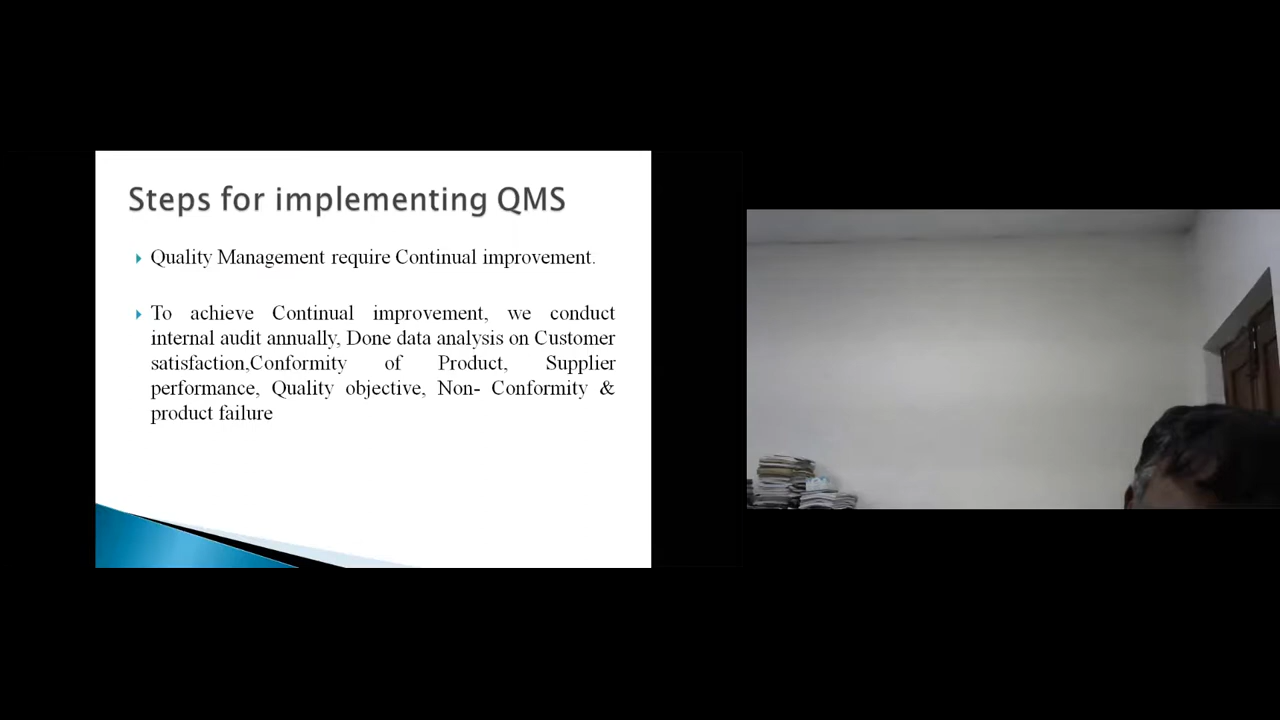 Steps for implementing QMS
Quality Management require Continual improvement.
To achieve Continual improvement, we conduct
internal audit annually, Done data analysis on Customer
satisfaction,Conformity of Product, Supplier
performance, Quality objective, Non- Conformity &
product failure